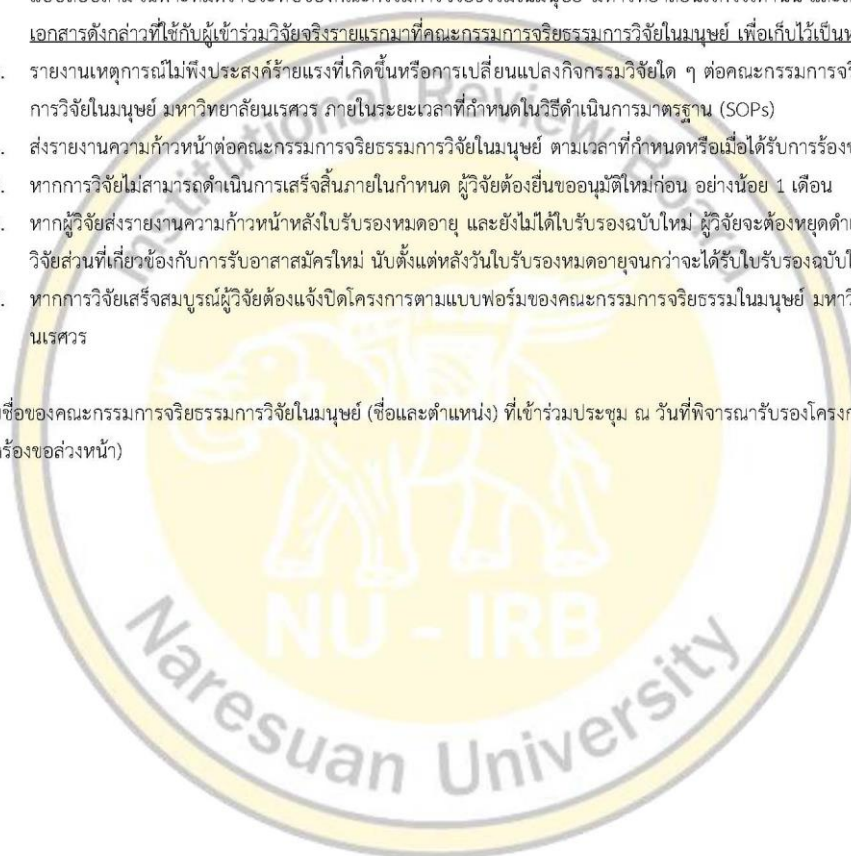 เอกสารดังกล่าวที่ใช้กับผู้เข้าร่วมวิจัยจริงรายแรกมาที่คณะกรรมการจริยธรรมการวิจัยในมนุษย์ เพื่อเก็บไว้เป็นห
รายงานเหตุการณ์ไม่พึงประสงค์ร้ายแรงที่เกิดขึ้นหรือการเปลี่ยนแปลงกิจกรรมวิจัยใด ๆ ต่อคณะกรรมการจริ
การวิจัยในมนุษย์ มหาวิทยาลัยนเรศวร ภายในระยะเวลาที่กำหนดในวิธีดำเนินการมาตรฐาน (SOPs)
ส่งรายงานความก้าวหน้าต่อคณะกรรมการจริยธรรมการวิจัยในมนุษย์ ตามเวลาที่กำหนดหรือเมื่อได้รับการร้องข
หากการวิจัยไม่สามารถดำเนินการเสร็จสิ้นภายในกำหนด ผู้วิจัยต้องยื่นขออนุมัติใหม่ก่อน อย่างน้อย 1 เดือน
หากผู้วิจัยส่งรายงานความก้าวหน้าหลังใบรับรองหมดอายุ และยังไม่ได้ใบรับรองฉบับใหม่ ผู้วิจัยจะต้องหยุดดำเ
วิจัยส่วนที่เกี่ยวข้องกับการรับอาสาสมัครใหม่ นับตั้งแต่หลังวันใบรับรองหมดอายุจนกว่าจะได้รับใบรับรองฉบับใ
หากการวิจัยเสร็จสมบูรณ์ผู้วิจัยต้องแจ้งปิดโครงการตามแบบฟอร์มของคณะกรรมการจริยธรรมในมนุษย์ มหาวิ
นเรศวร
ชื่อของคณะกรรมการจริยธรรมการวิจัยในมนุษย์ (ชื่อและตำแหน่ง) ที่เข้าร่วมประชุม ณ วันที่พิจารณารับรองโครงก
ร้องขอล่วงหน้า)
Institutional Review Board
NU - IRB
Naresuan University